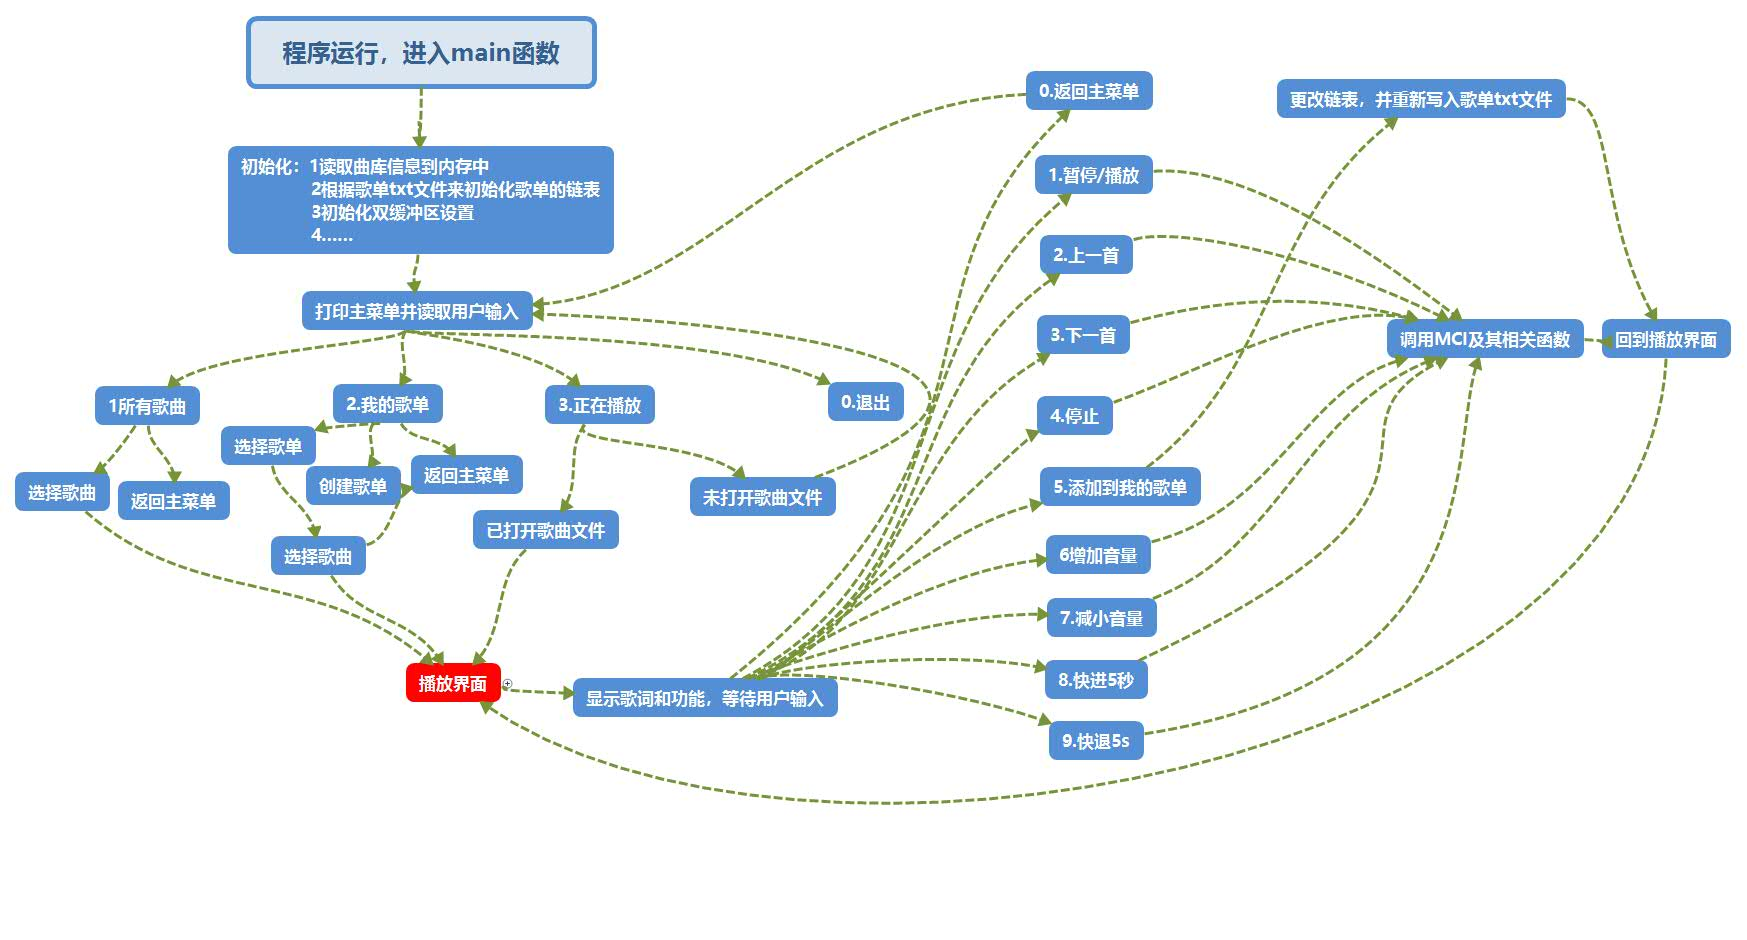 程序运行，进入main函数
初始化：1读取曲库信息到内存中
2根据歌单txt文件来初始化歌单的链表
3初始化双缓冲区设置
4......
打印主菜单并读取用户输入
1所有歌曲
2.我的歌单
3.正在播放
0.退出
选择歌单
选择歌曲
返回主菜单
创建歌单
返回主菜单
选择歌曲
已打开歌曲文件
未打开歌曲文件
播放界面
显示歌词和功能，等待用户输入
0.返回主菜单
1.暂停/播放
2.上一首
3.下一首
4.停止
5.添加到我的歌单
6增加音量
7.减小音量
8.快进5秒
9.快退5s
更改链表，并重新写入歌单txt文件
调用MCI及其相关函数
回到播放界面